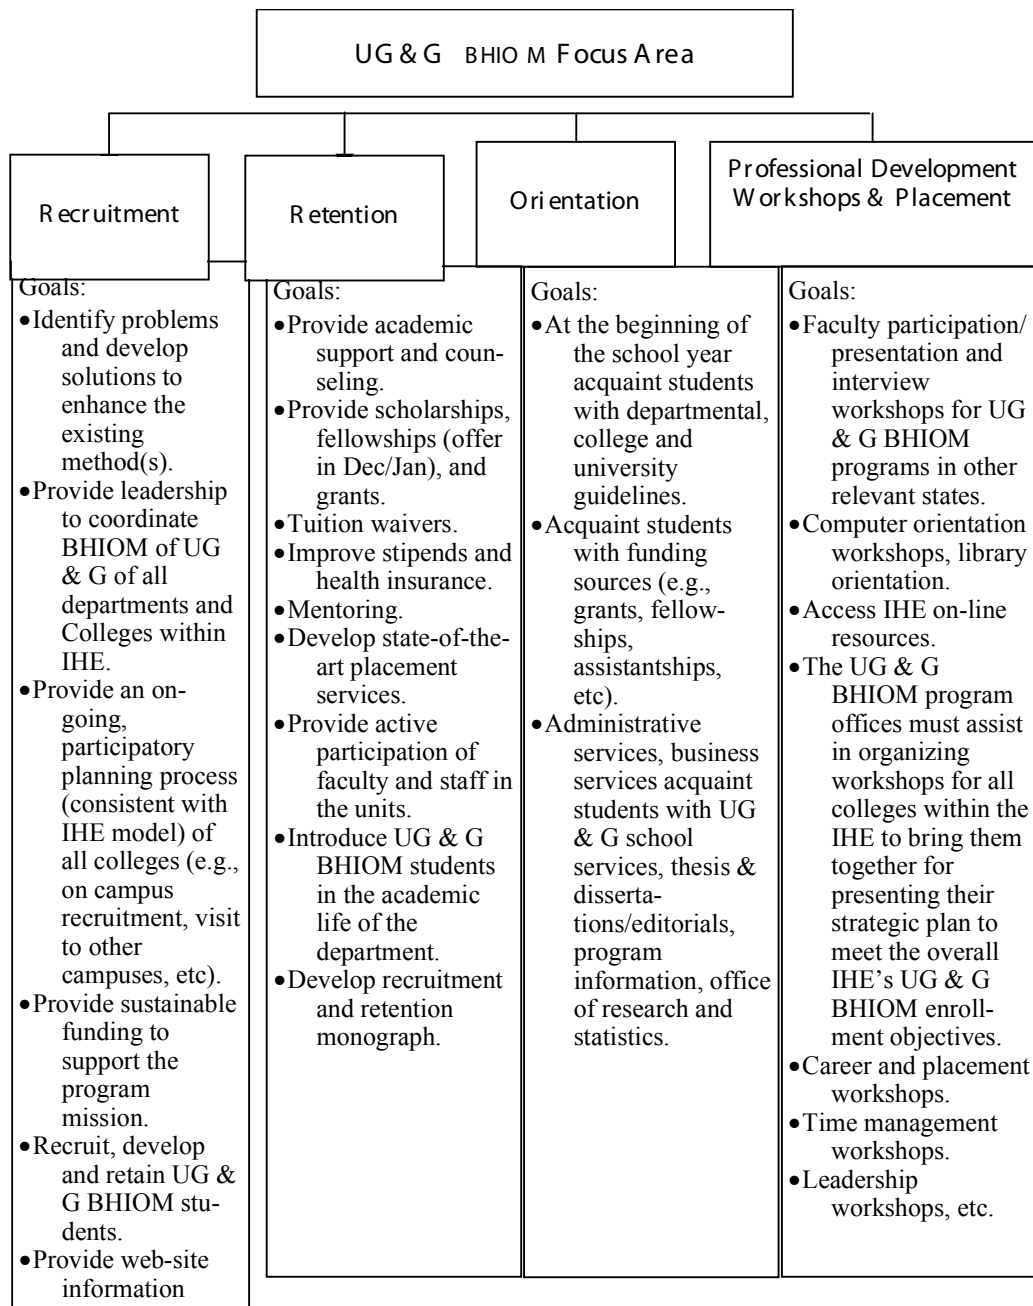 UG & G BHIO M Focus Area
Recruitment
Retention
Orientation
Professional Development
Workshops & Placement
Goals:
•Identify problems
and develop
solutions to
enhance the
existing
method(s).
•Provide leadership
to coordinate
BHIOM of UG
& G of all
departments and
Colleges within
IHE.
•Provide an on-
going,
participatory
planning process
(consistent with
IHE model) of
all colleges (e.g.,
on campus
recruitment, visit
to other
campuses, etc).
•Provide sustainable
funding to
support the
program
mission.
•Recruit, develop
and retain UG &
G BHIOM stu-
dents.
•Provide web-site
information
Goals:
•Provide academic
support and coun-
seling.
•Provide scholarships,
fellowships (offer
in Dec/Jan), and
grants.
•Tuition waivers.
•Improve stipends and
health insurance.
•Mentoring.
•Develop state-of-the-
art placement
services.
•Provide active
participation of
faculty and staff in
the units.
•Introduce UG & G
BHIOM students
in the academic
life of the
department.
•Develop recruitment
and retention
monograph.
Goals:
•At the beginning of
the school year
acquaint students
with departmental,
college and
university
guidelines.
•Acquaint students
with funding
sources (e.g.,
grants, fellow-
ships,
assistantships,
etc).
•Administrative
services, business
services acquaint
students with UG
& G school
services, thesis &
disserta-
tions/editorials,
program
information, office
of research and
statistics.
Goals:
•Faculty participation/
presentation and
interview
workshops for UG
& G BHIOM
programs in other
relevant states.
•Computer orientation
workshops, library
orientation.
•Access IHE on-line
resources.
•The UG & G
BHIOM program
offices must assist
in organizing
workshops for all
colleges within the
IHE to bring them
together for
presenting their
strategic plan to
meet the overall
IHE’s UG & G
BHIOM enroll-
ment objectives.
•Career and placement
workshops.
•Time management
workshops.
•Leadership
workshops, etc.